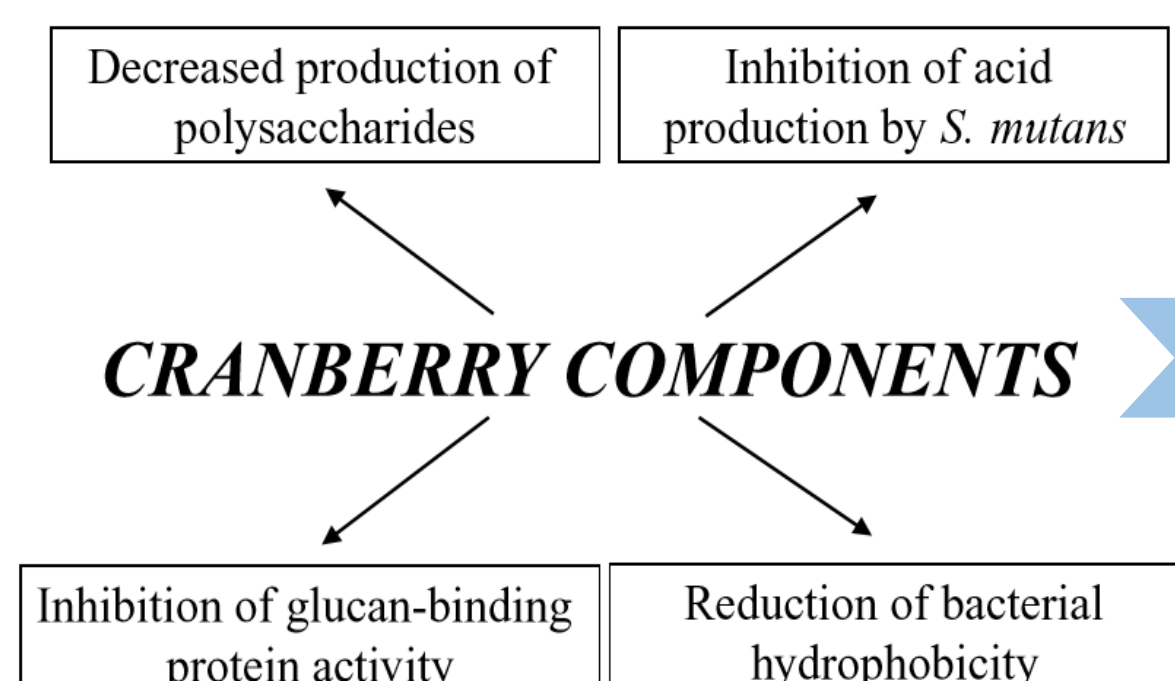 Decreased production of
polysaccharides
Inhibition of acid
production by S. mutans
CRANBERRY COMPONENTS
Inhibition of glucan-binding
protein activity
Reduction of bacterial
hydrophobicity